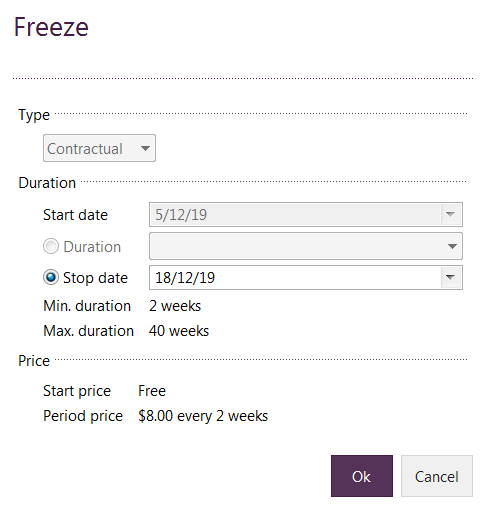 Freeze
Type
Contractual
Duration
Start date 5/12/19
Duration
Stop date 18/12/19
Min. duration 2 weeks
Max. duration 40 weeks
Price
Start price Free
Period price $8.00 every 2 weeks
Ok Cancel